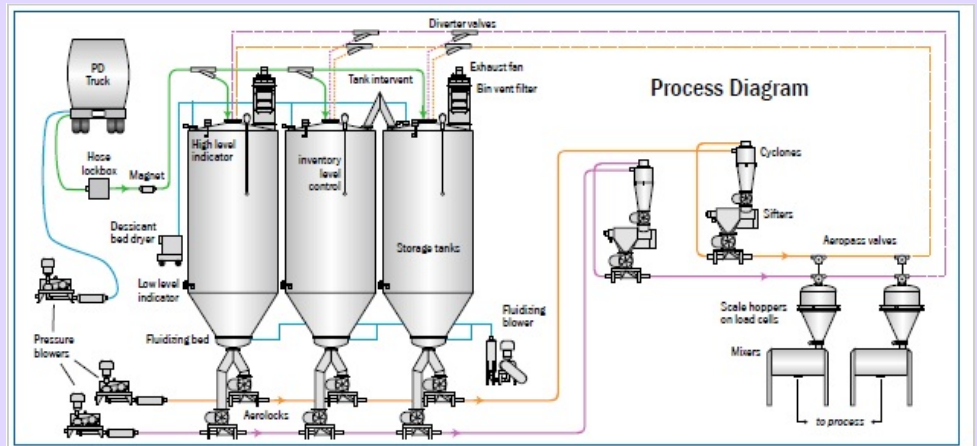 Diverter valves
PD
Truck
Exhaust fan
Tank intervent
Bin vent filter
Process Diagram
High level
indicator
inventory
level
control
Cyclones
Hose
lockbox
Magnet
Sifters
Dessicant
bed dryer
Storage tanks
Aeropass valves
Low level
indicator
Fluidizing
blower
Scale hoppers
on load cells
Pressure
blowers
Fluidizing bed
Mixers
Aerolocks
to process